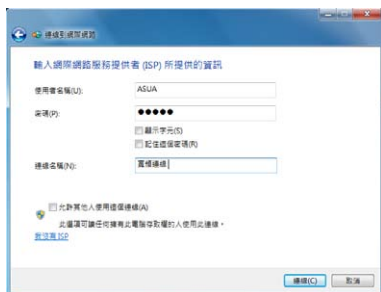 連線到網際網路
輸入網際網路服務提供者 (ISP) 所提供的資訊
使用者名稱(U):
ASUA
密碼(P):
●●●●●
顯示字元(S)
記住這個密碼(R)
連線名稱(N):
寬頻連線
允許其他人使用這個連線(A)
此選項可讓任何擁有此電腦存取權的人使用此連線。
我沒有 ISP
連線(C)
取消